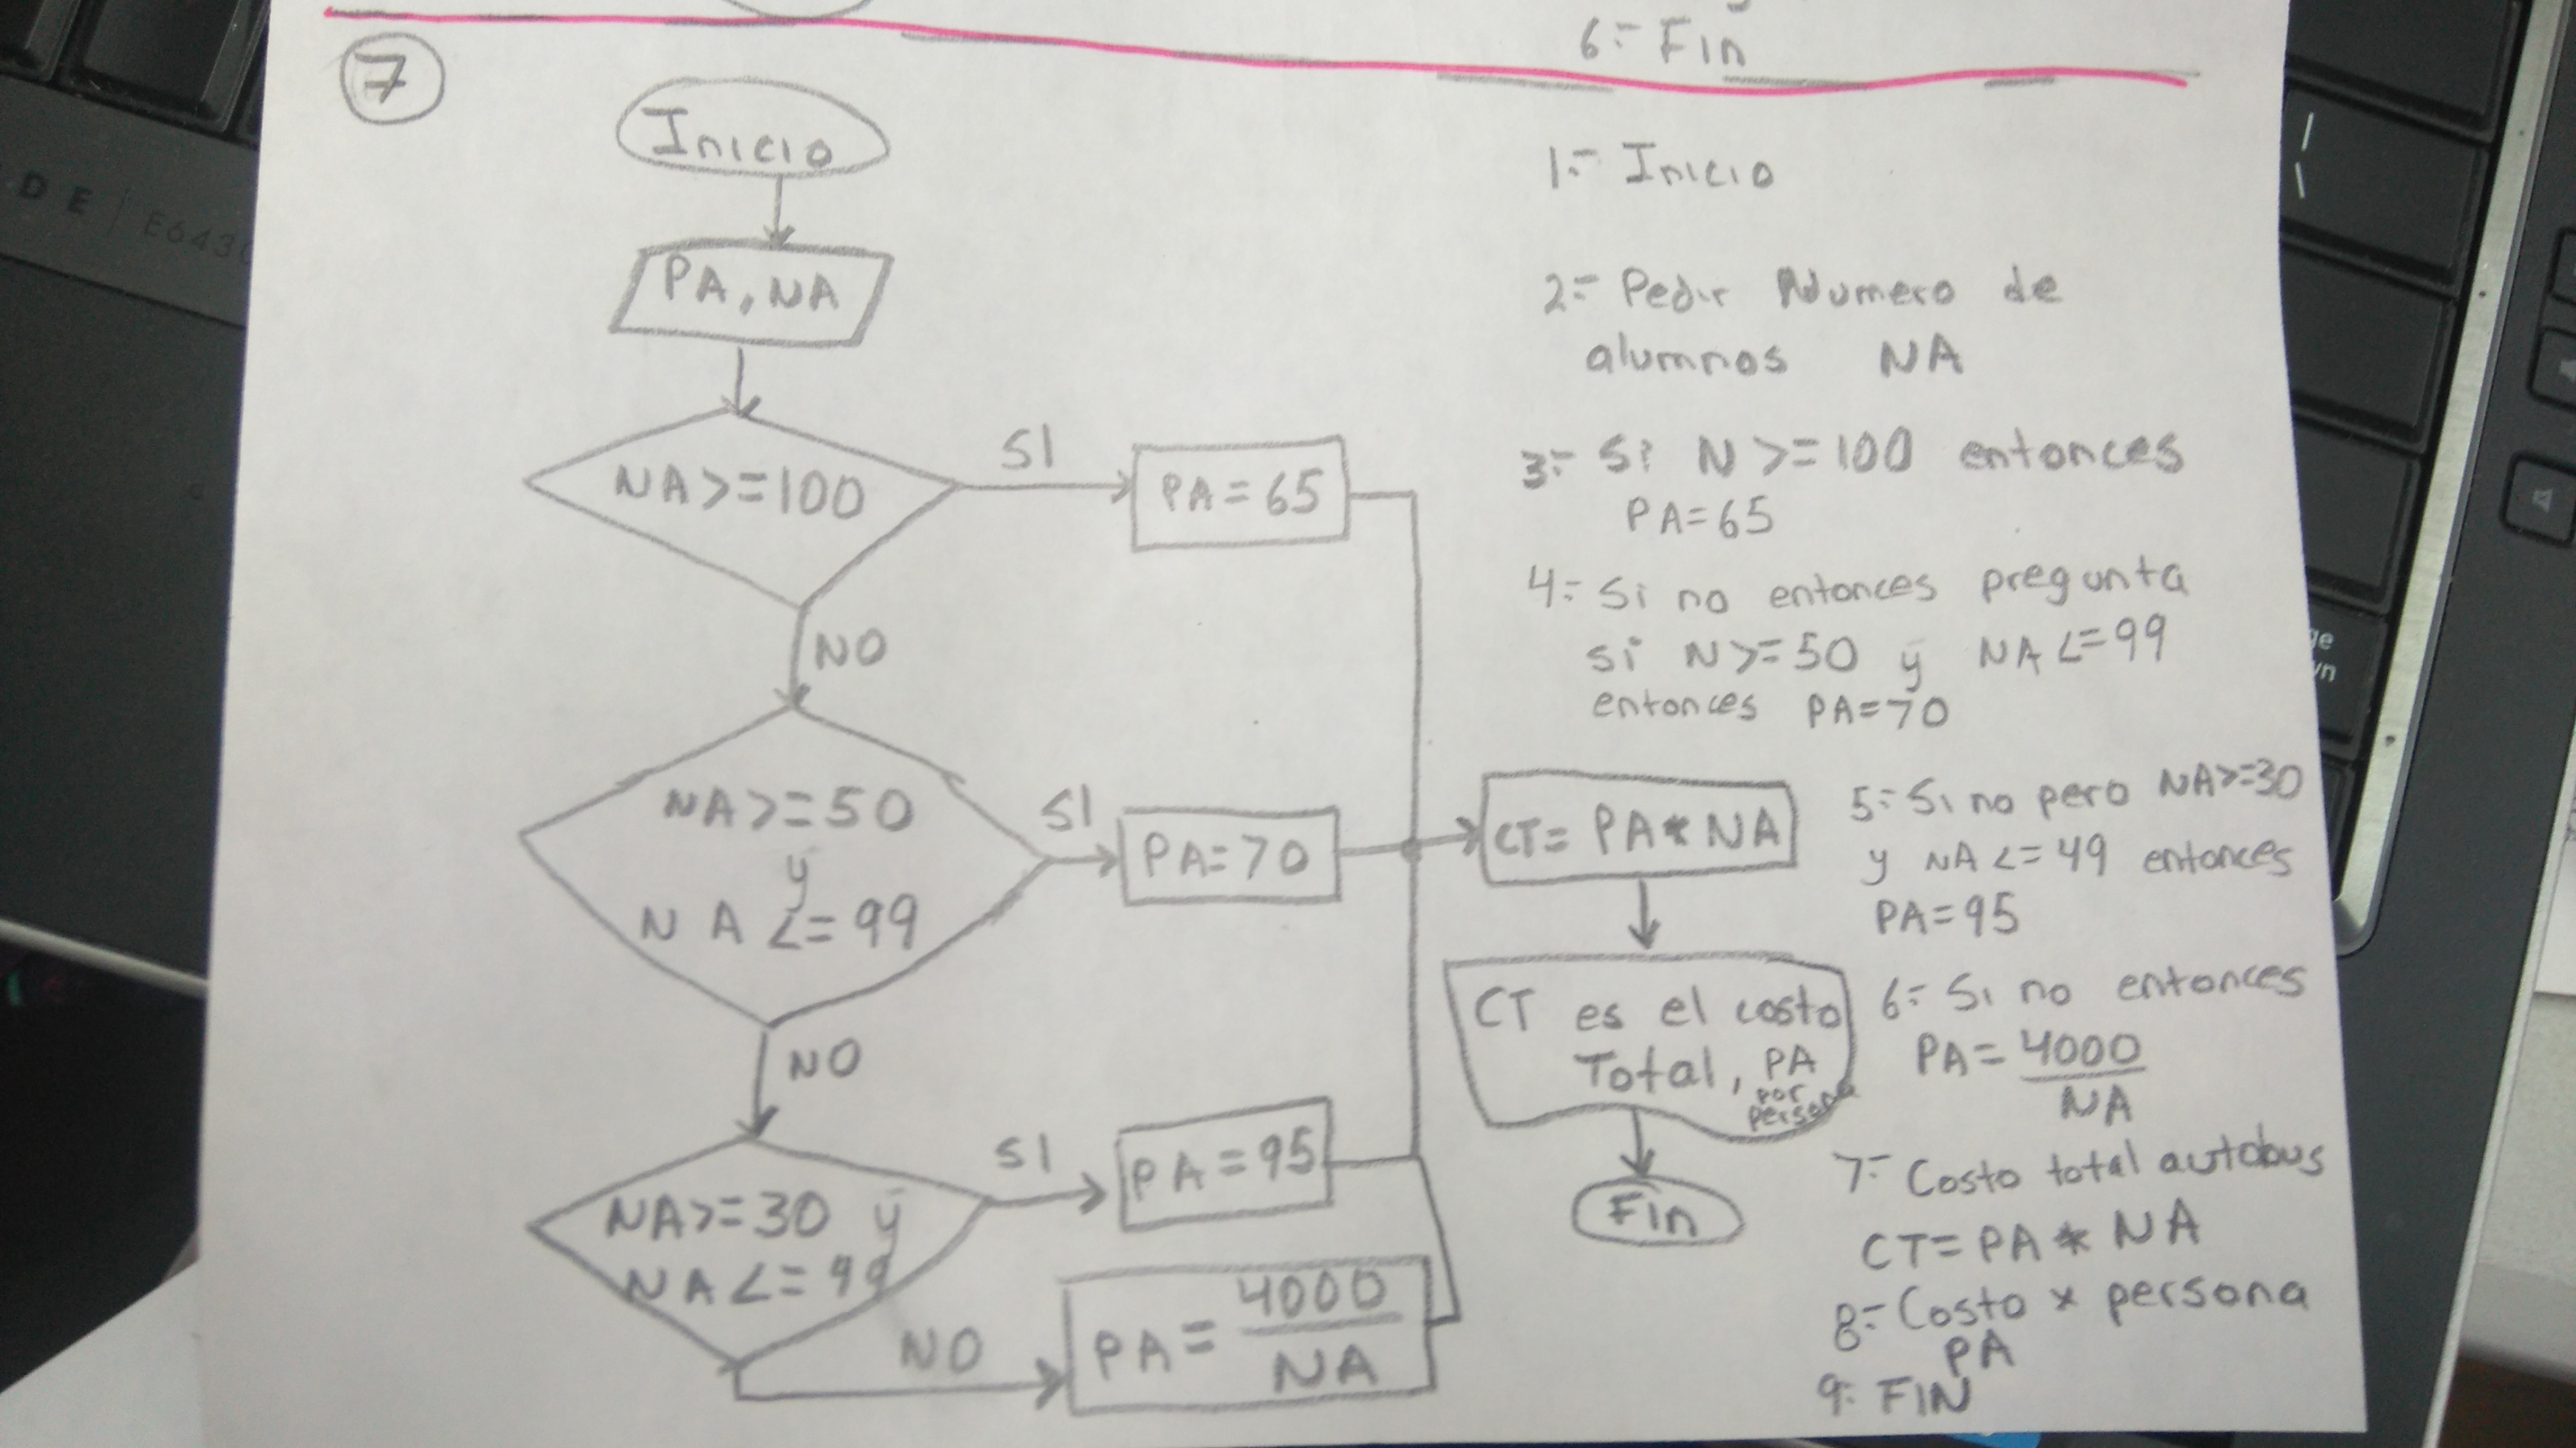 6.- Fin
7
Inicio
PA, NA
NA>=100
SI
PA=65
NO
NA>=50
y
NA<=99
SI
PA=70
NO
NA>=30 y
NA<=99
SI
PA=95
NO
PA= 4000
NA
CT= PA*NA
CT es el costo
Total, PA
por
persona
Fin
1.- Inicio
2.- Pedir Numero de
alumnos NA
3.- Si N>=100 entonces
PA=65
4.- Si no entonces pregunta
si N>=50 y NA<=99
entonces PA=70
5.- Si no pero NA>=30
y NA<=49 entonces
PA=95
6.- Si no entonces
PA= 4000
NA
7.- Costo total autobus
CT=PA*NA
8.- Costo x persona
PA
9.- FIN
DE | E643